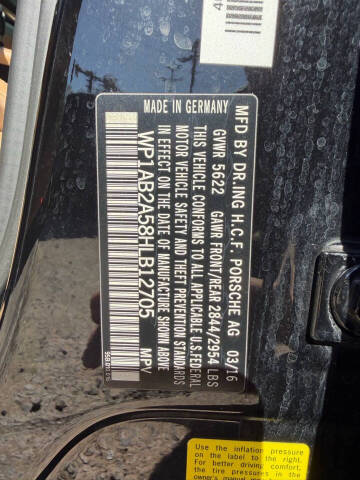 MFD BY DR.ING H.C.F. PORSCHE AG 03/16
GVWR 5622 GAWR FRONT/REAR 2844/2954 LBS
THIS VEHICLE CONFORMS TO ALL APPLICABLE U.S.FEDERAL
MOTOR VEHICLE SAFETY AND THEFT PREVENTION STANDARDS
IN EFFECT ON THE DATE OF MANUFACTURE SHOWN ABOVE
WP1AB2A58HLB12705 MPV
MADE IN GERMANY
Use the inflation pressure
on the label to the right.
For better driving comfort
the pressures in the
owner's manual